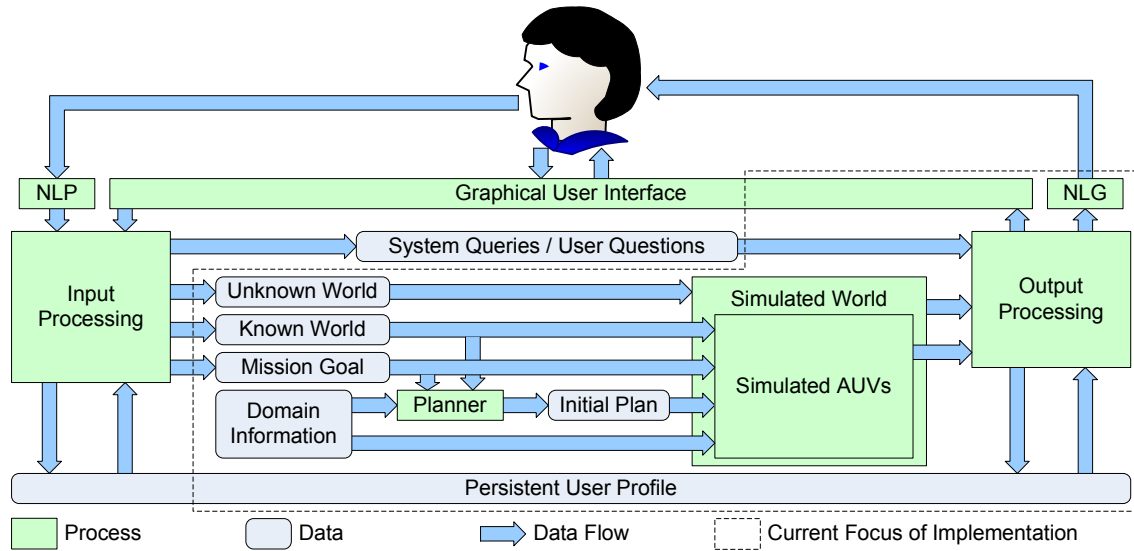 NLP
Graphical User Interface
NLG
System Queries / User Questions
Input
Processing
Unknown World
Simulated World
Output
Processing
Known World
Mission Goal
Simulated AUVs
Planner
Initial Plan
Domain
Information
Persistent User Profile
Process
Data
Data Flow
Current Focus of Implementation